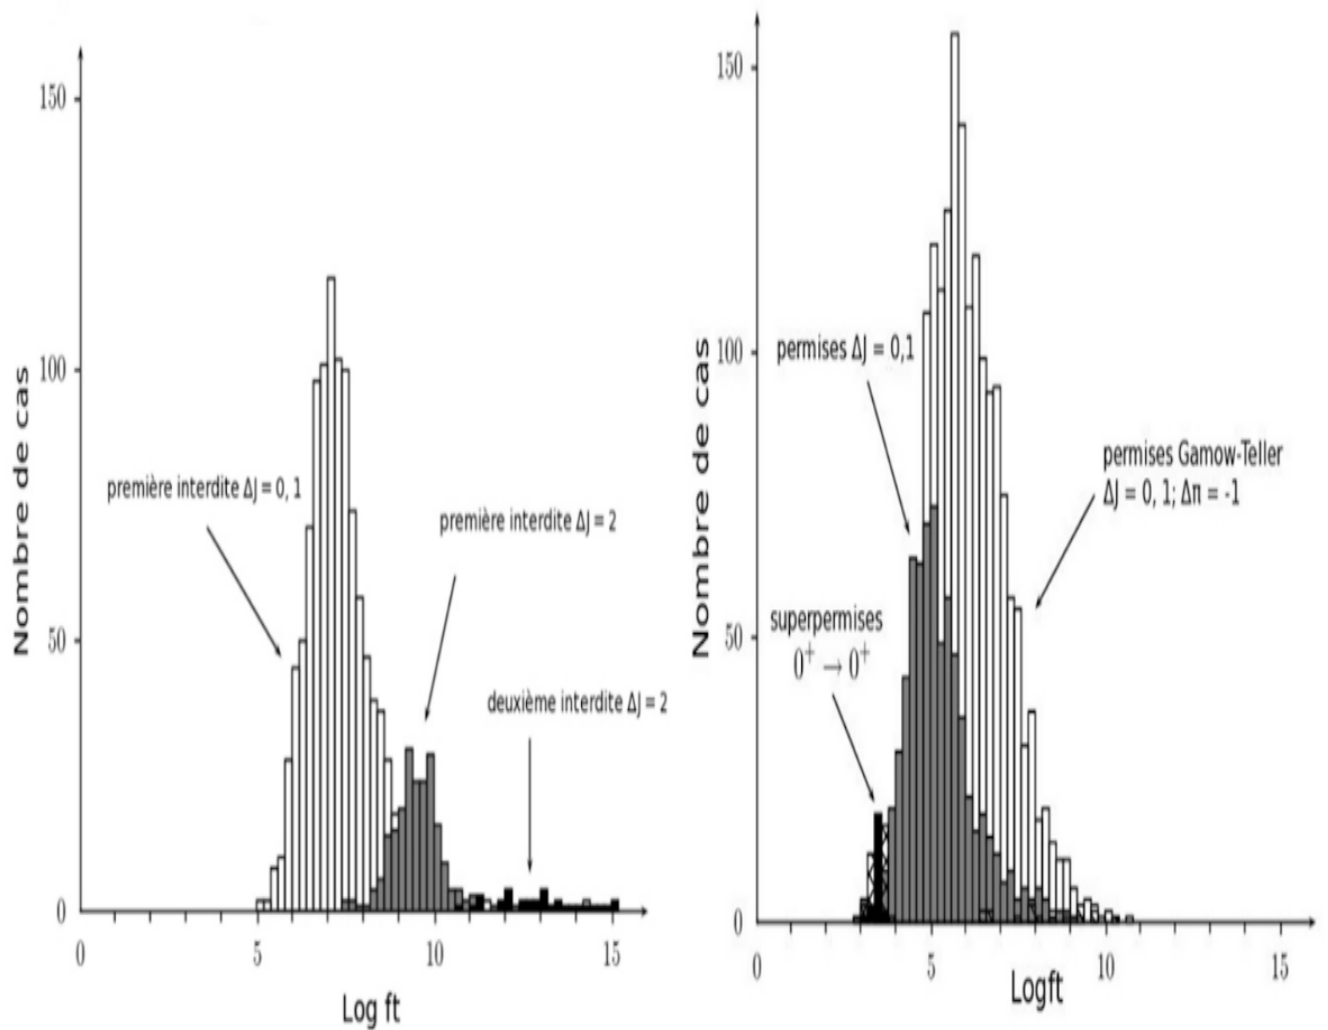 150
100
50
0
Nombre de cas
première interdite ΔJ = 0, 1
première interdite ΔJ = 2
deuxième interdite ΔJ = 2
0
5
10
15
Log ft
150
100
50
0
Nombre de cas
permises ΔJ = 0,1
permises Gamow-Teller
ΔJ = 0, 1; Δπ = -1
superpermises
0⁺ → 0⁺
0
5
10
15
Logft